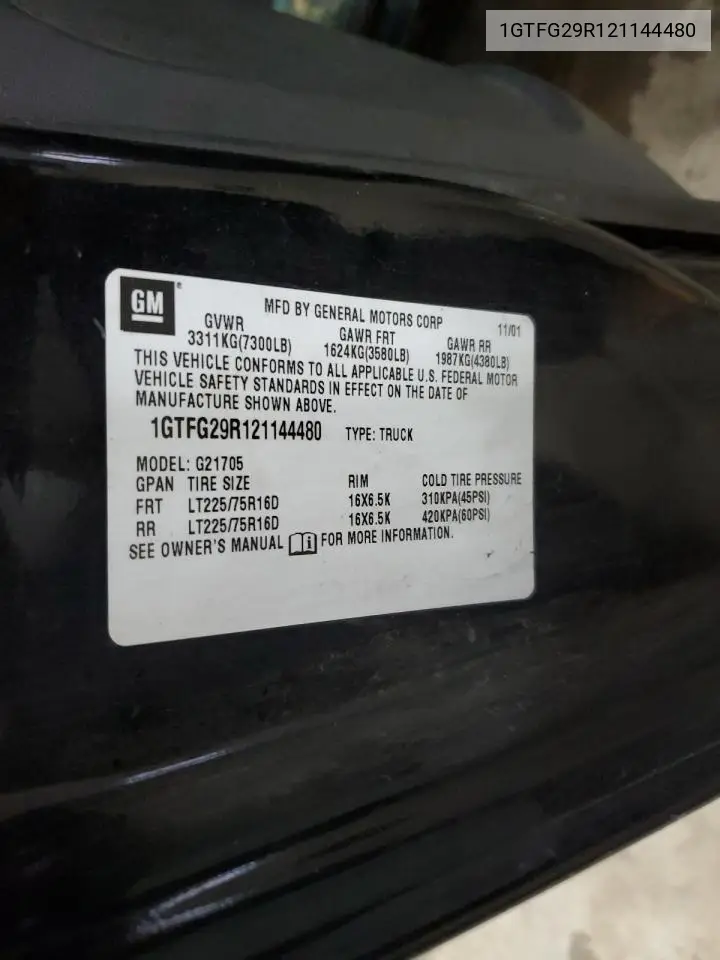 1GTFG29R121144480
GM ®
MFD BY GENERAL MOTORS CORP 11/01
GVWR GAWR FRT GAWR RR
3311KG(7300LB) 1624KG(3580LB) 1987KG(4380LB)
THIS VEHICLE CONFORMS TO ALL APPLICABLE U.S. FEDERAL MOTOR
VEHICLE SAFETY STANDARDS IN EFFECT ON THE DATE OF
MANUFACTURE SHOWN ABOVE.
1GTFG29R121144480 TYPE: TRUCK
MODEL: G21705
GPAN TIRE SIZE RIM COLD TIRE PRESSURE
FRT LT225/75R16D 16X6.5K 310KPA(45PSI)
RR LT225/75R16D 16X6.5K 420KPA(60PSI)
SEE OWNER'S MANUAL i FOR MORE INFORMATION.